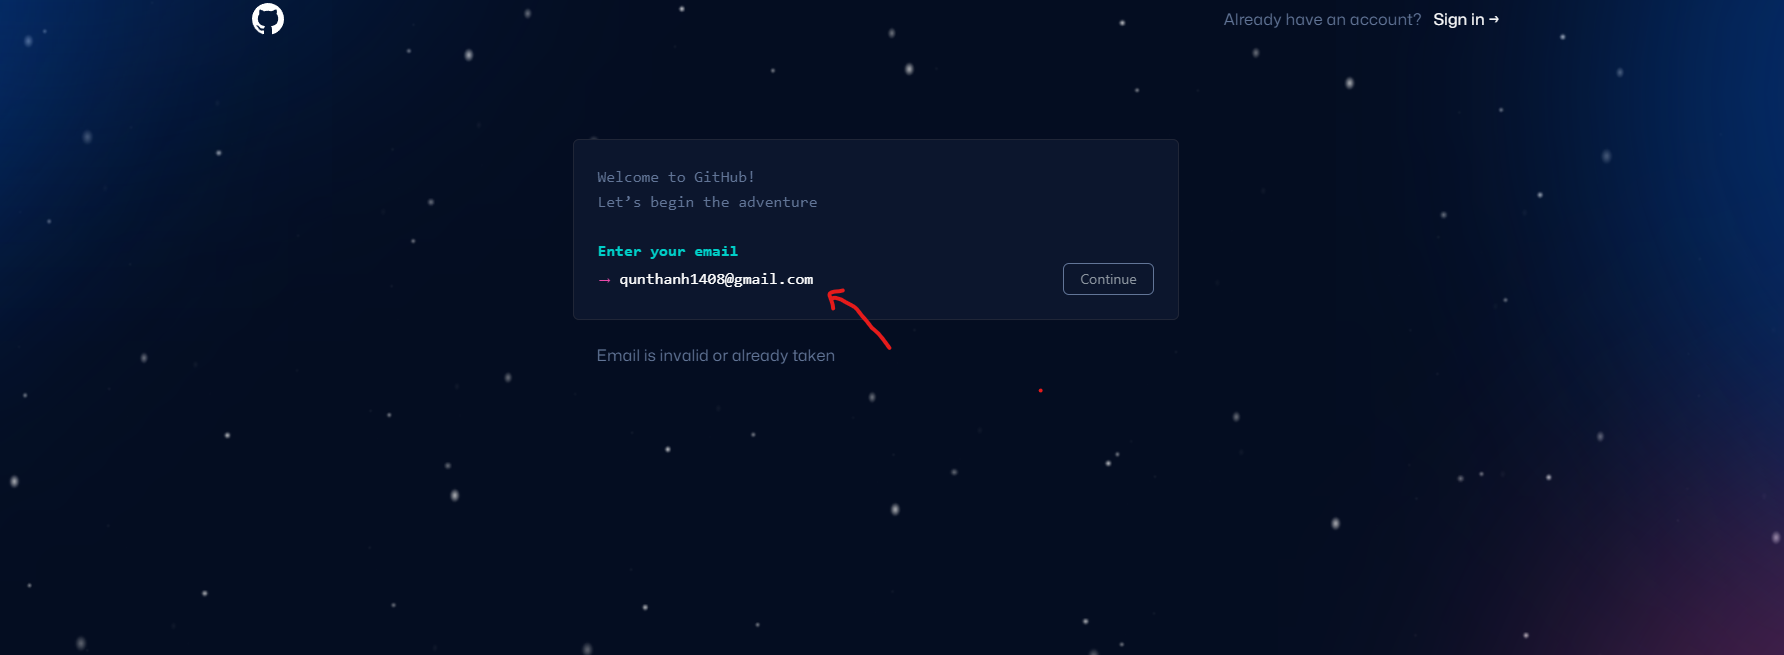 Already have an account? Sign in →
Welcome to GitHub!
Let’s begin the adventure
Enter your email
→ qunthanh1408@gmail.com
Continue
Email is invalid or already taken